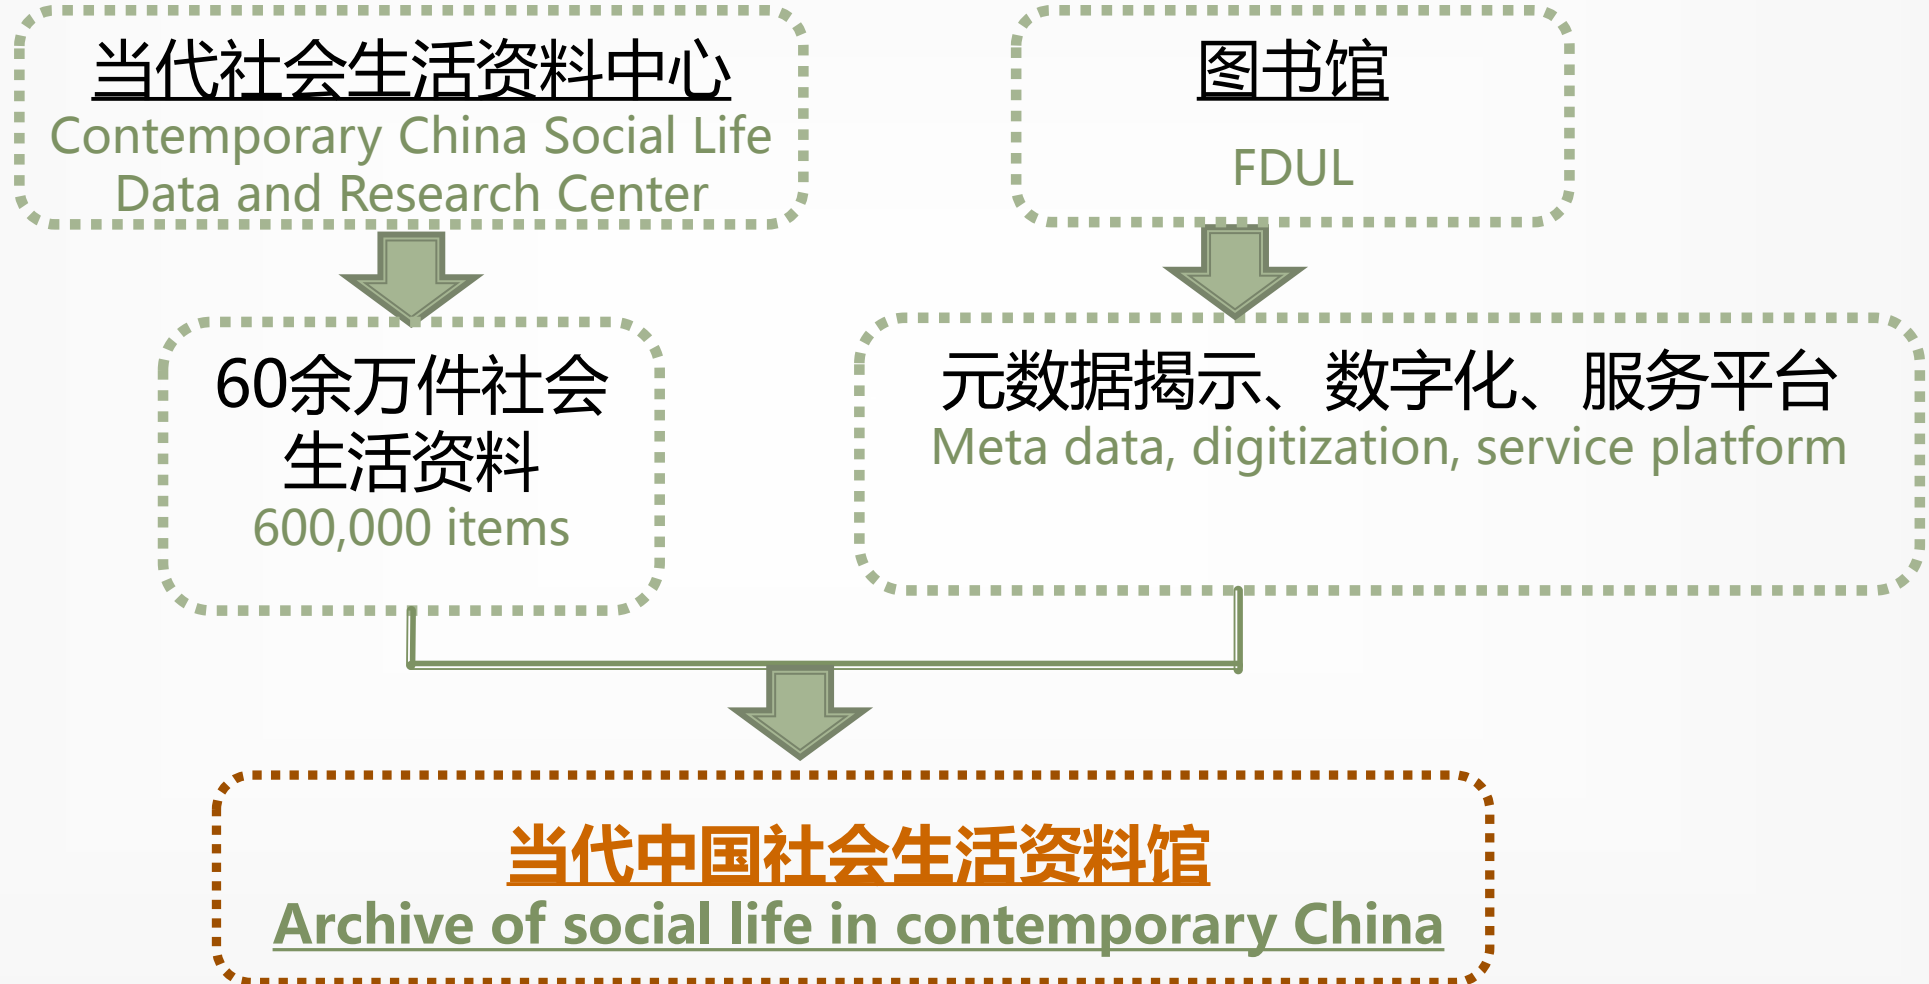 当代社会生活资料中心
Contemporary China Social Life
Data and Research Center
图书馆
FDUL
60余万件社会
生活资料
600,000 items
元数据揭示、数字化、服务平台
Meta data, digitization, service platform
当代中国社会生活资料馆
Archive of social life in contemporary China